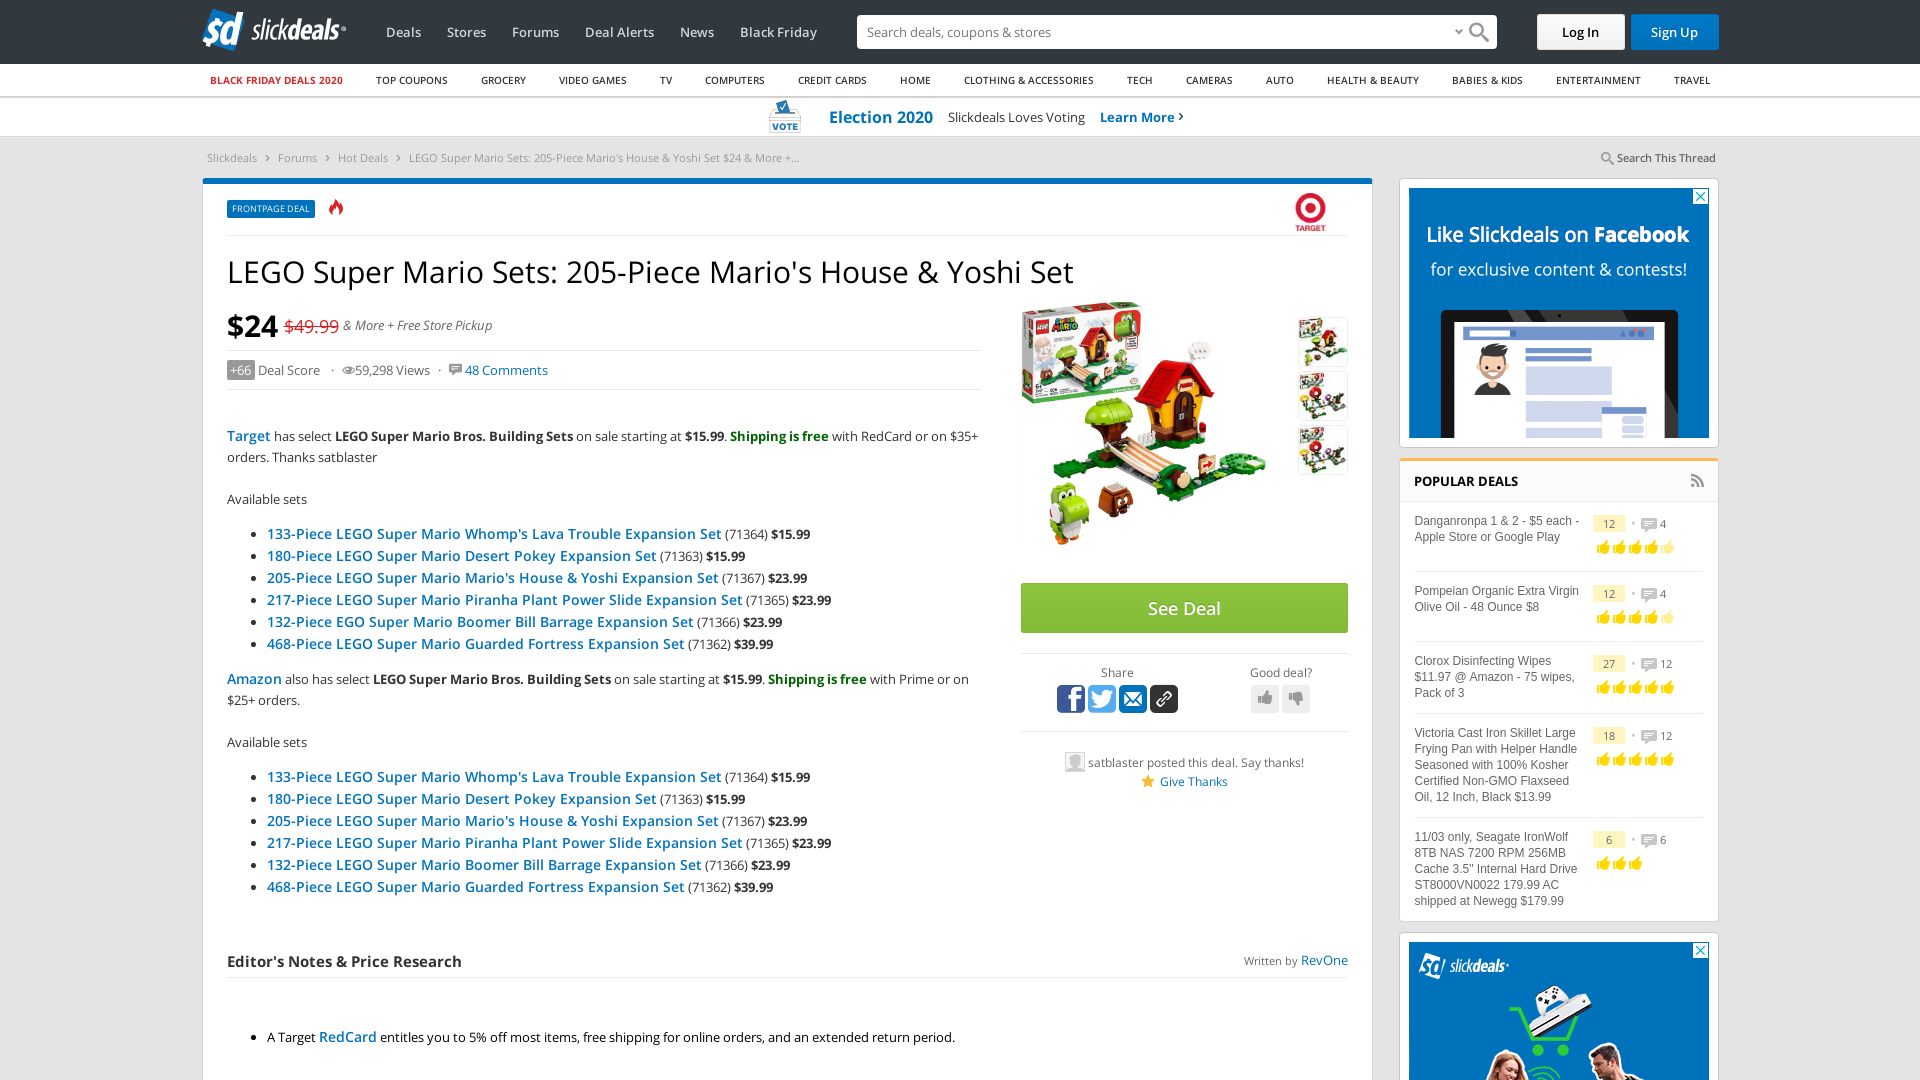 slickdeals
Deals
Stores
Forums
Deal Alerts
News
Black Friday
Search deals, coupons & stores
Log In
Sign Up
BLACK FRIDAY DEALS 2020
TOP COUPONS
GROCERY
VIDEO GAMES
TV
COMPUTERS
CREDIT CARDS
HOME
CLOTHING & ACCESSORIES
TECH
CAMERAS
AUTO
HEALTH & BEAUTY
BABIES & KIDS
ENTERTAINMENT
TRAVEL
VOTE
Election 2020 Slickdeals Loves Voting Learn More
Slickdeals > Forums > Hot Deals > LEGO Super Mario Sets: 205-Piece Mario's House & Yoshi Set $24 & More +...
Search This Thread
FRONTPAGE DEAL
TARGET
LEGO Super Mario Sets: 205-Piece Mario's House & Yoshi Set
$24 $49.99 & More + Free Store Pickup
+66 Deal Score · 59,298 Views · 48 Comments
Target has select LEGO Super Mario Bros. Building Sets on sale starting at $15.99. Shipping is free with RedCard or on $35+
orders. Thanks satblaster
Available sets
133-Piece LEGO Super Mario Whomp's Lava Trouble Expansion Set (71364) $15.99
180-Piece LEGO Super Mario Desert Pokey Expansion Set (71363) $15.99
205-Piece LEGO Super Mario Mario's House & Yoshi Expansion Set (71367) $23.99
217-Piece LEGO Super Mario Piranha Plant Power Slide Expansion Set (71365) $23.99
132-Piece EGO Super Mario Boomer Bill Barrage Expansion Set (71366) $23.99
468-Piece LEGO Super Mario Guarded Fortress Expansion Set (71362) $39.99
Amazon also has select LEGO Super Mario Bros. Building Sets on sale starting at $15.99. Shipping is free with Prime or on
$25+ orders.
Available sets
133-Piece LEGO Super Mario Whomp's Lava Trouble Expansion Set (71364) $15.99
180-Piece LEGO Super Mario Desert Pokey Expansion Set (71363) $15.99
205-Piece LEGO Super Mario Mario's House & Yoshi Expansion Set (71367) $23.99
217-Piece LEGO Super Mario Piranha Plant Power Slide Expansion Set (71365) $23.99
132-Piece LEGO Super Mario Boomer Bill Barrage Expansion Set (71366) $23.99
468-Piece LEGO Super Mario Guarded Fortress Expansion Set (71362) $39.99
LEGO
SUPER MARIO
See Deal
Share
Good deal?
satblaster posted this deal. Say thanks!
Give Thanks
Editor's Notes & Price Research
Written by RevOne
A Target RedCard entitles you to 5% off most items, free shipping for online orders, and an extended return period.
Like Slickdeals on Facebook
for exclusive content & contests!
POPULAR DEALS
Danganronpa 1 & 2 - $5 each -
Apple Store or Google Play
12 • 4
Pompeian Organic Extra Virgin
Olive Oil - 48 Ounce $8
12 • 4
Clorox Disinfecting Wipes
$11.97 @ Amazon - 75 wipes,
Pack of 3
27 • 12
Victoria Cast Iron Skillet Large
Frying Pan with Helper Handle
Seasoned with 100% Kosher
Certified Non-GMO Flaxseed
Oil, 12 Inch, Black $13.99
18 • 12
11/03 only, Seagate IronWolf
8TB NAS 7200 RPM 256MB
Cache 3.5" Internal Hard Drive
ST8000VN0022 179.99 AC
shipped at Newegg $179.99
6 • 6
slickdeals